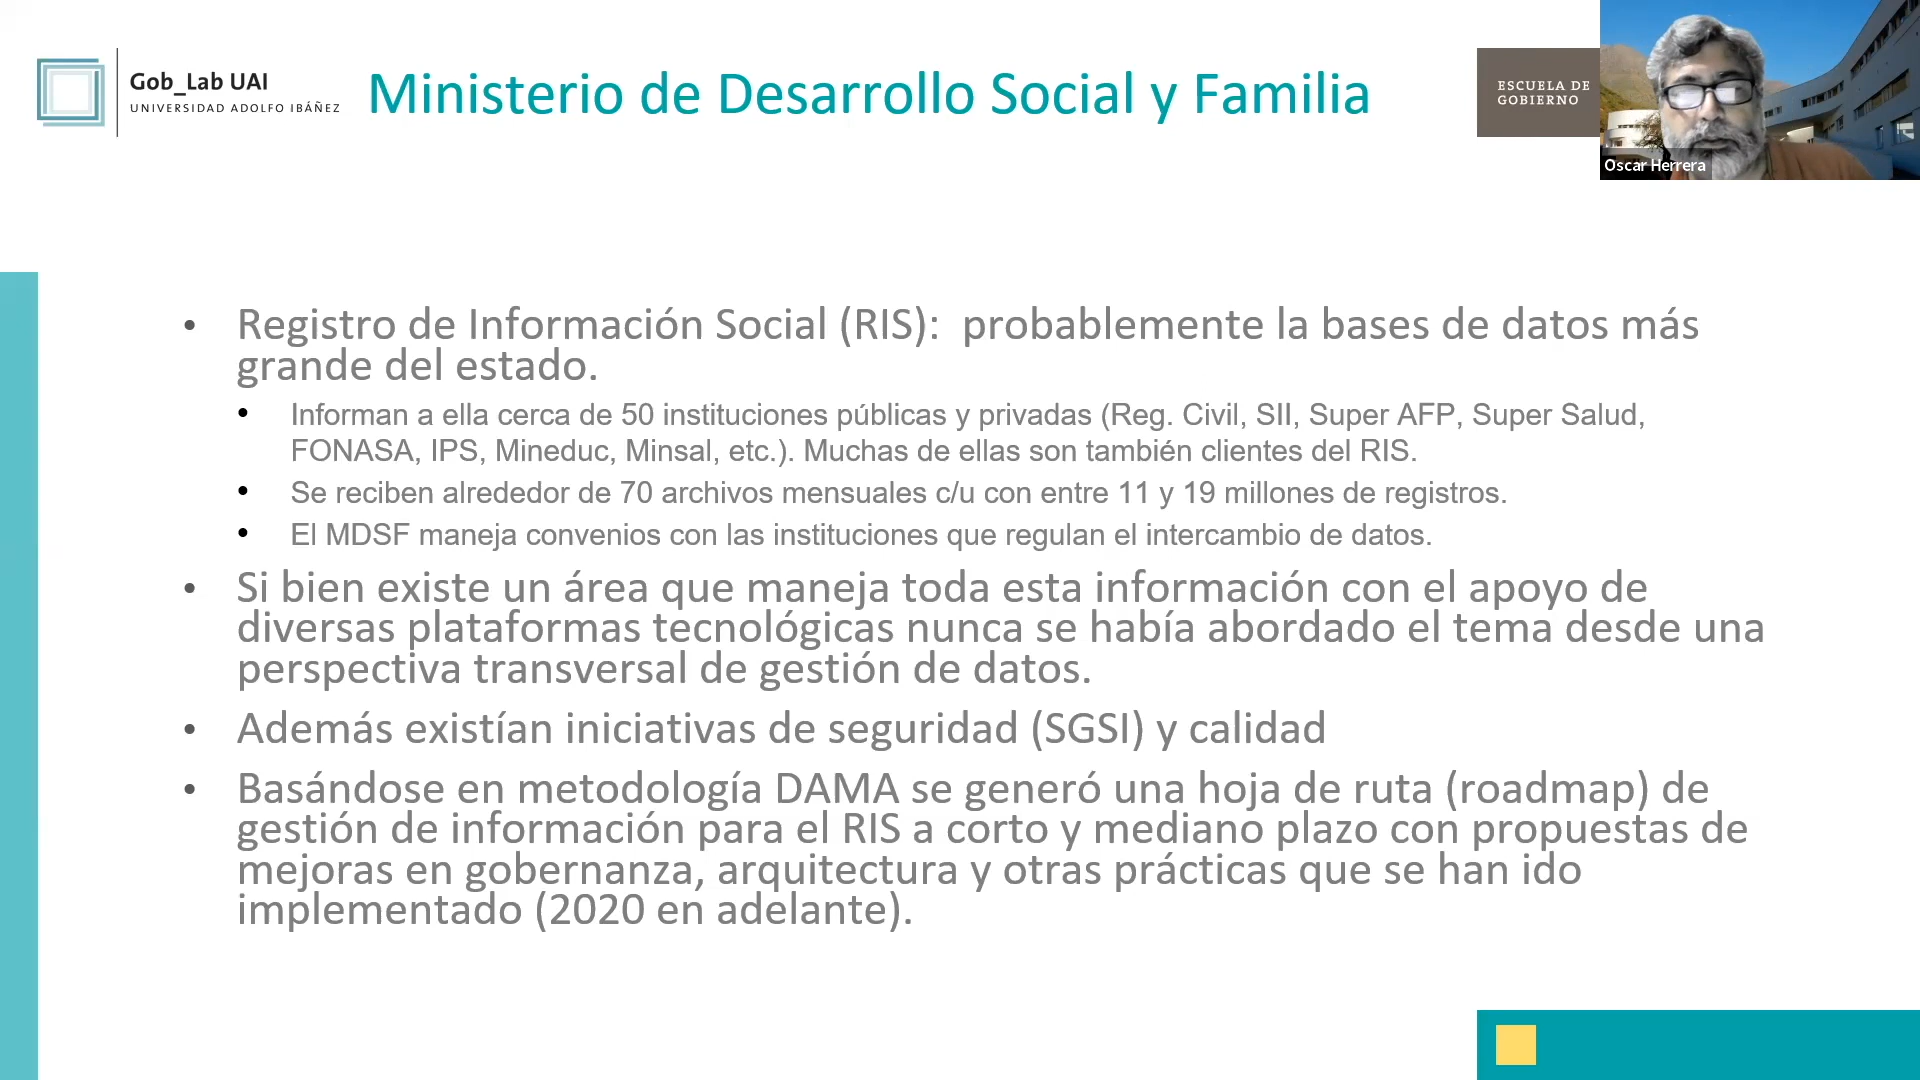 Gob_Lab UAI
UNIVERSIDAD ADOLFO IBÁÑEZ
Ministerio de Desarrollo Social y Familia
ESCUELA DE
GOBIERNO
Oscar Herrera
• Registro de Información Social (RIS):  probablemente la bases de datos más
grande del estado.
• Informan a ella cerca de 50 instituciones públicas y privadas (Reg. Civil, SII, Super AFP, Super Salud,
FONASA, IPS, Mineduc, Minsal, etc.). Muchas de ellas son también clientes del RIS.
• Se reciben alrededor de 70 archivos mensuales c/u con entre 11 y 19 millones de registros.
• El MDSF maneja convenios con las instituciones que regulan el intercambio de datos.
• Si bien existe un área que maneja toda esta información con el apoyo de
diversas plataformas tecnológicas nunca se había abordado el tema desde una
perspectiva transversal de gestión de datos.
• Además existían iniciativas de seguridad (SGSI) y calidad
• Basándose en metodología DAMA se generó una hoja de ruta (roadmap) de
gestión de información para el RIS a corto y mediano plazo con propuestas de
mejoras en gobernanza, arquitectura y otras prácticas que se han ido
implementado (2020 en adelante).